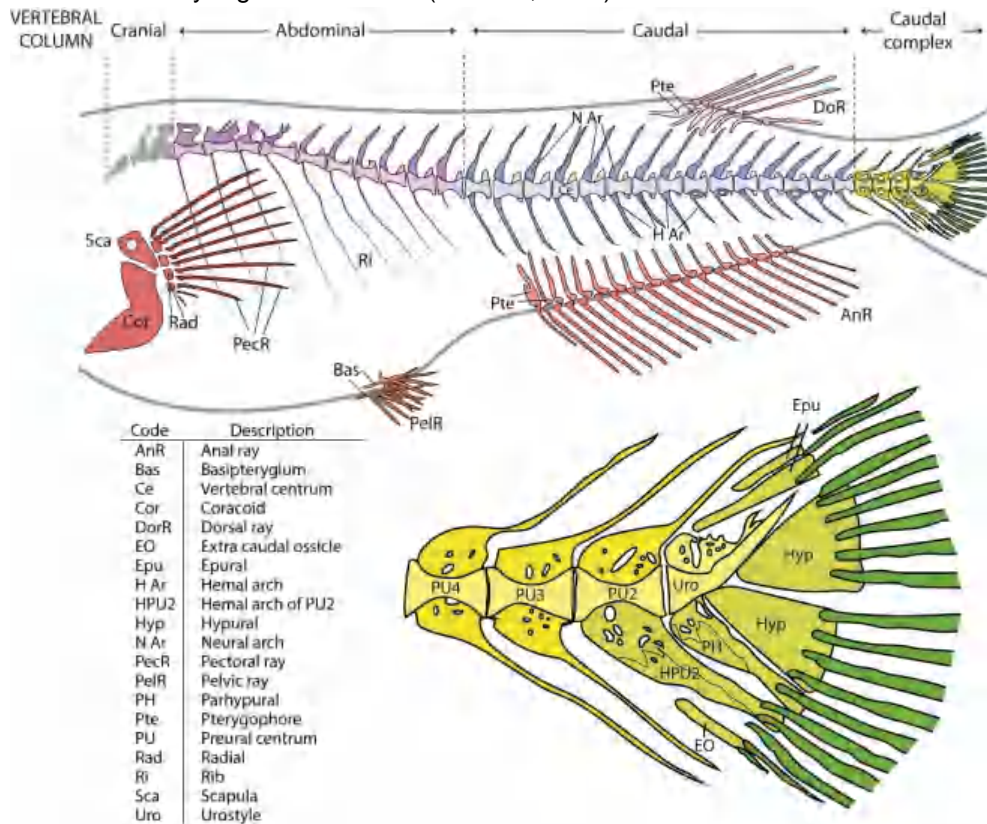 VERTEBRAL COLUMN
Cranial
Abdominal
Caudal
Caudal complex
Pte
DoR
N Ar
Ce
H Ar
Sca
Cor
Rad
PecR
Ri
Pte
AnR
Bas
PelR
Code Description
AnR Anal ray
Bas Basipterygium
Ce Vertebral centrum
Cor Coracoid
DorR Dorsal ray
EO Extra caudal ossicle
Epu Epural
H Ar Hemal arch
HPU2 Hemal arch of PU2
Hyp Hypural
N Ar Neural arch
PecR Pectoral ray
PelR Pelvic ray
PH Parhypural
Pte Pterygophore
PU Preural centrum
Rad Radial
Ri Rib
Sca Scapula
Uro Urostyle
Epu
PU4
PU3
PU2
Uro
Hyp
Hyp
PH
HPU2
EO